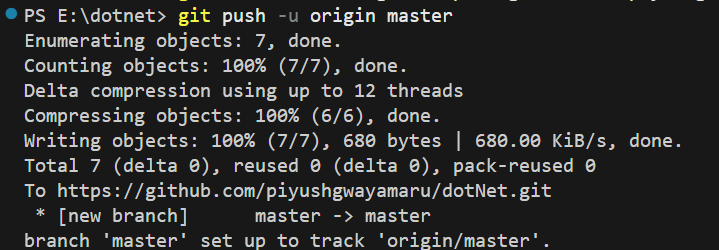 PS E:\dotnet> git push -u origin master
Enumerating objects: 7, done.
Counting objects: 100% (7/7), done.
Delta compression using up to 12 threads
Compressing objects: 100% (6/6), done.
Writing objects: 100% (7/7), 680 bytes | 680.00 KiB/s, done.
Total 7 (delta 0), reused 0 (delta 0), pack-reused 0
To https://github.com/piyushgwayamaru/dotNet.git
 * [new branch]      master -> master
branch 'master' set up to track 'origin/master'.